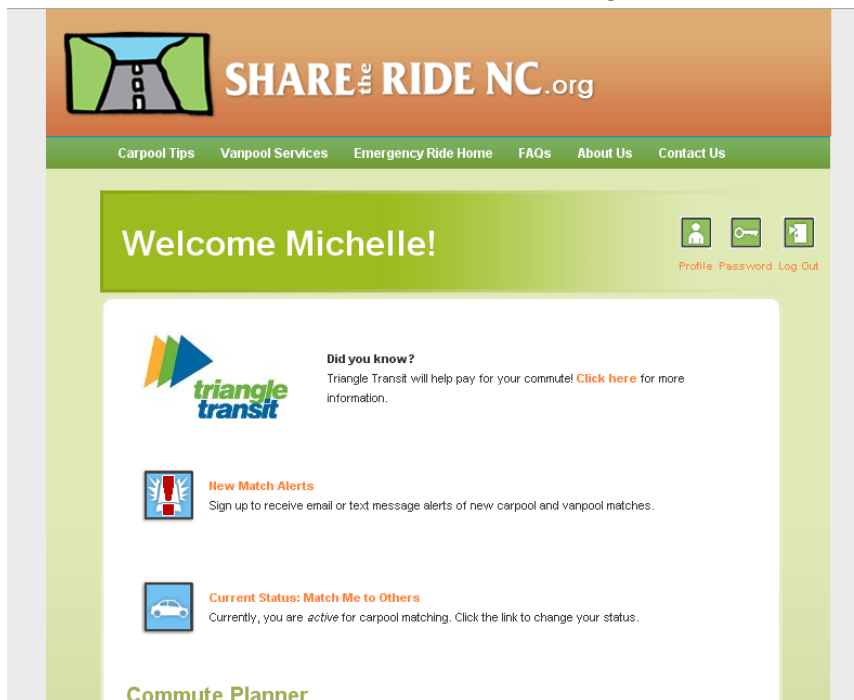 SHARE the RIDE NC.org
Carpool Tips Vanpool Services Emergency Ride Home FAQs About Us Contact Us
Welcome Michelle!
Profile Password Log Out
triangle
transit
Did you know?
Triangle Transit will help pay for your commute! Click here for more
information.
New Match Alerts
Sign up to receive email or text message alerts of new carpool and vanpool matches.
Current Status: Match Me to Others
Currently, you are active for carpool matching. Click the link to change your status.
Commute Planner